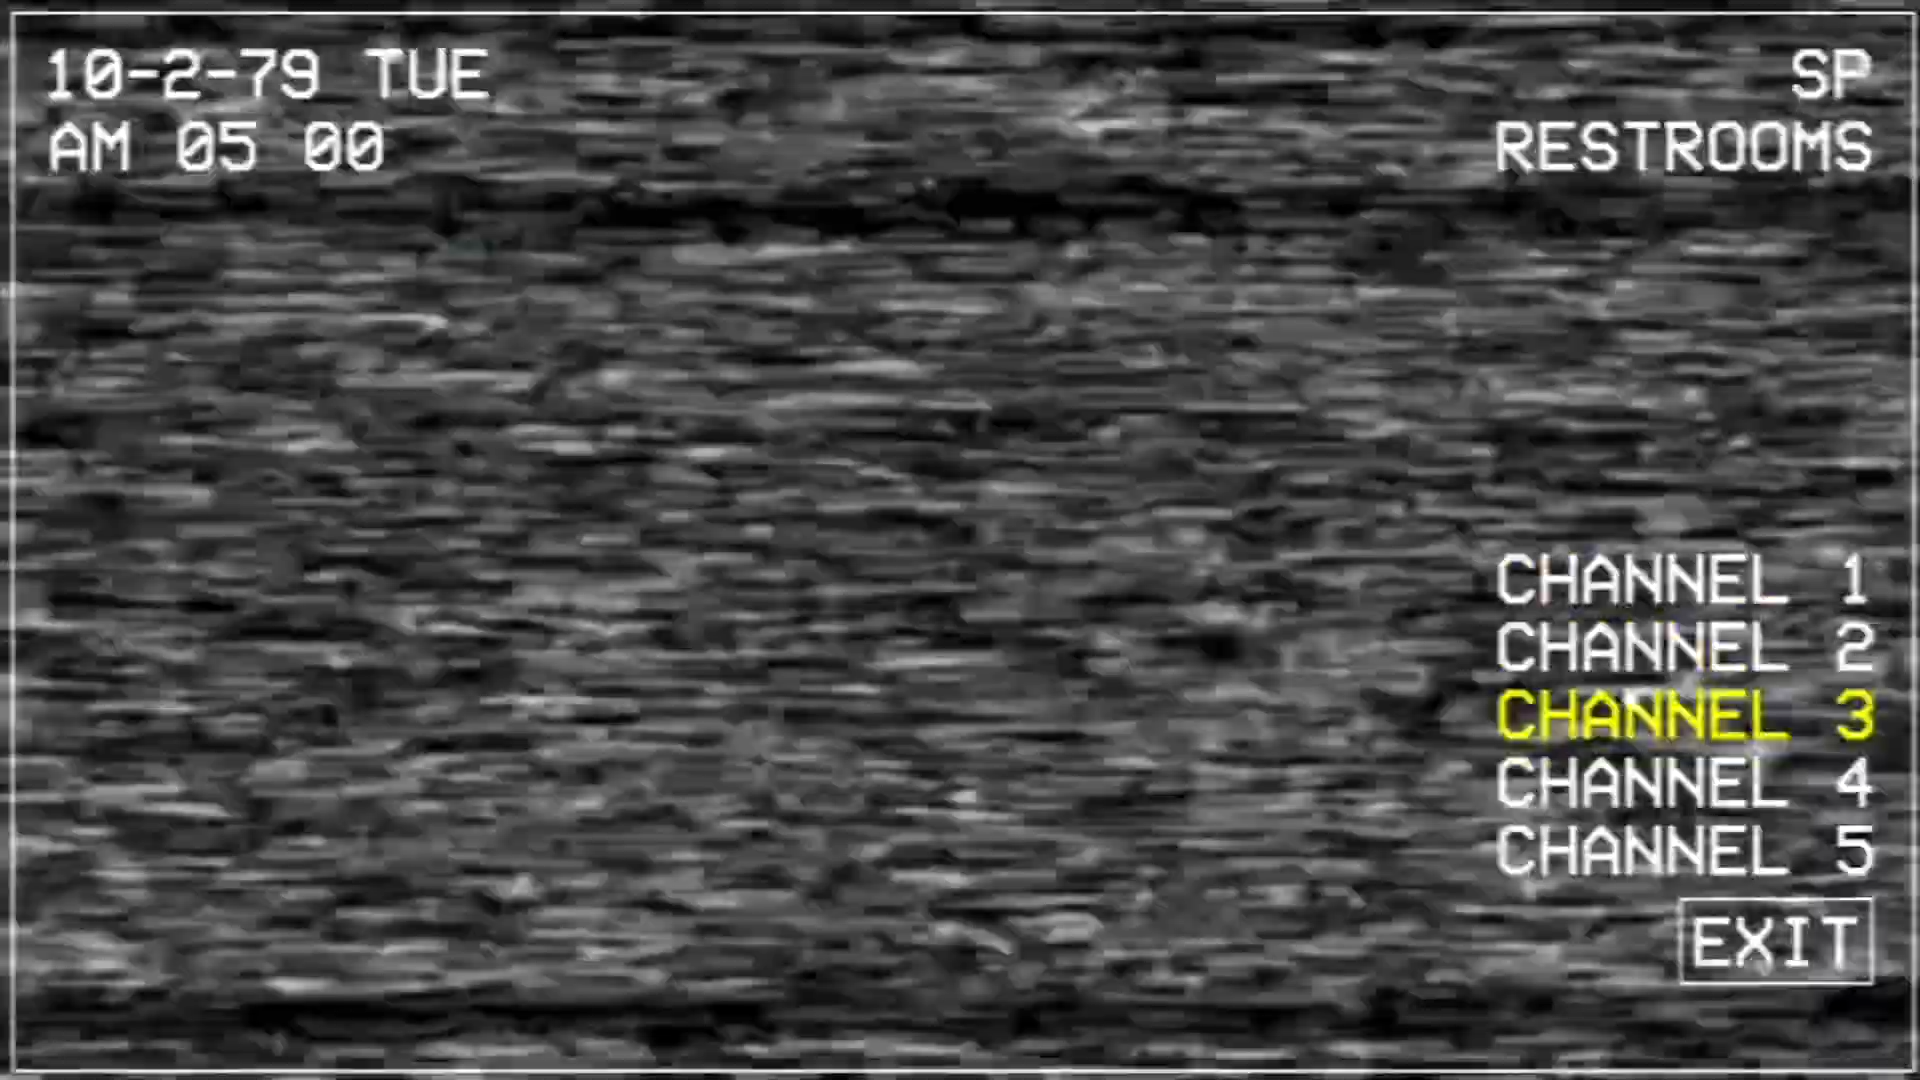 10-2-79 TUE
AM 05 00
SP
RESTROOMS
CHANNEL 1
CHANNEL 2
CHANNEL 3
CHANNEL 4
CHANNEL 5
EXIT